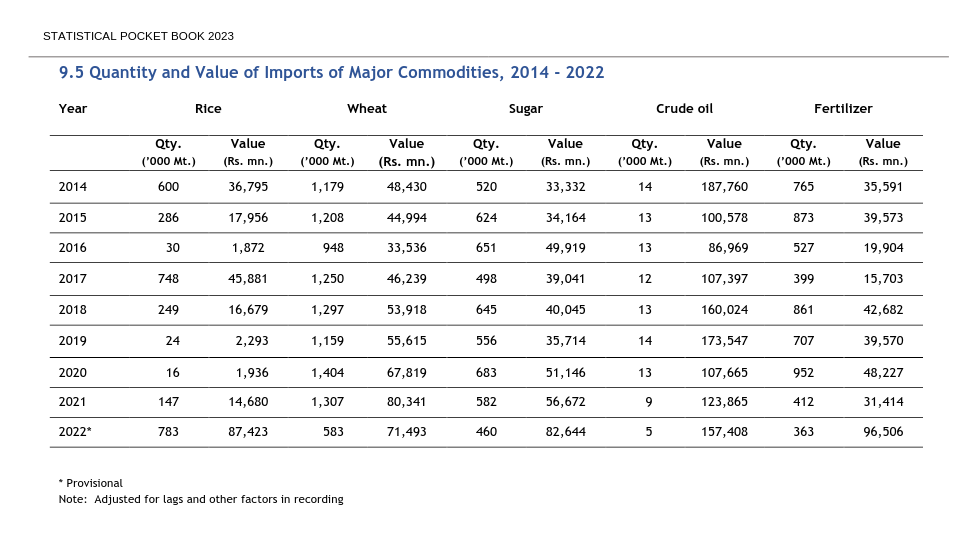 STATISTICAL POCKET BOOK 2023
9.5 Quantity and Value of Imports of Major Commodities, 2014 - 2022
Year Rice Wheat Sugar Crude oil Fertilizer
Qty. Value Qty. Value Qty. Value Qty. Value Qty. Value
(’000 Mt.) (Rs. mn.) (’000 Mt.) (Rs. mn.) (’000 Mt.) (Rs. mn.) (’000 Mt.) (Rs. mn.) (’000 Mt.) (Rs. mn.)
2014 600 36,795 1,179 48,430 520 33,332 14 187,760 765 35,591
2015 286 17,956 1,208 44,994 624 34,164 13 100,578 873 39,573
2016 30 1,872 948 33,536 651 49,919 13 86,969 527 19,904
2017 748 45,881 1,250 46,239 498 39,041 12 107,397 399 15,703
2018 249 16,679 1,297 53,918 645 40,045 13 160,024 861 42,682
2019 24 2,293 1,159 55,615 556 35,714 14 173,547 707 39,570
2020 16 1,936 1,404 67,819 683 51,146 13 107,665 952 48,227
2021 147 14,680 1,307 80,341 582 56,672 9 123,865 412 31,414
2022* 783 87,423 583 71,493 460 82,644 5 157,408 363 96,506
* Provisional
Note: Adjusted for lags and other factors in recording